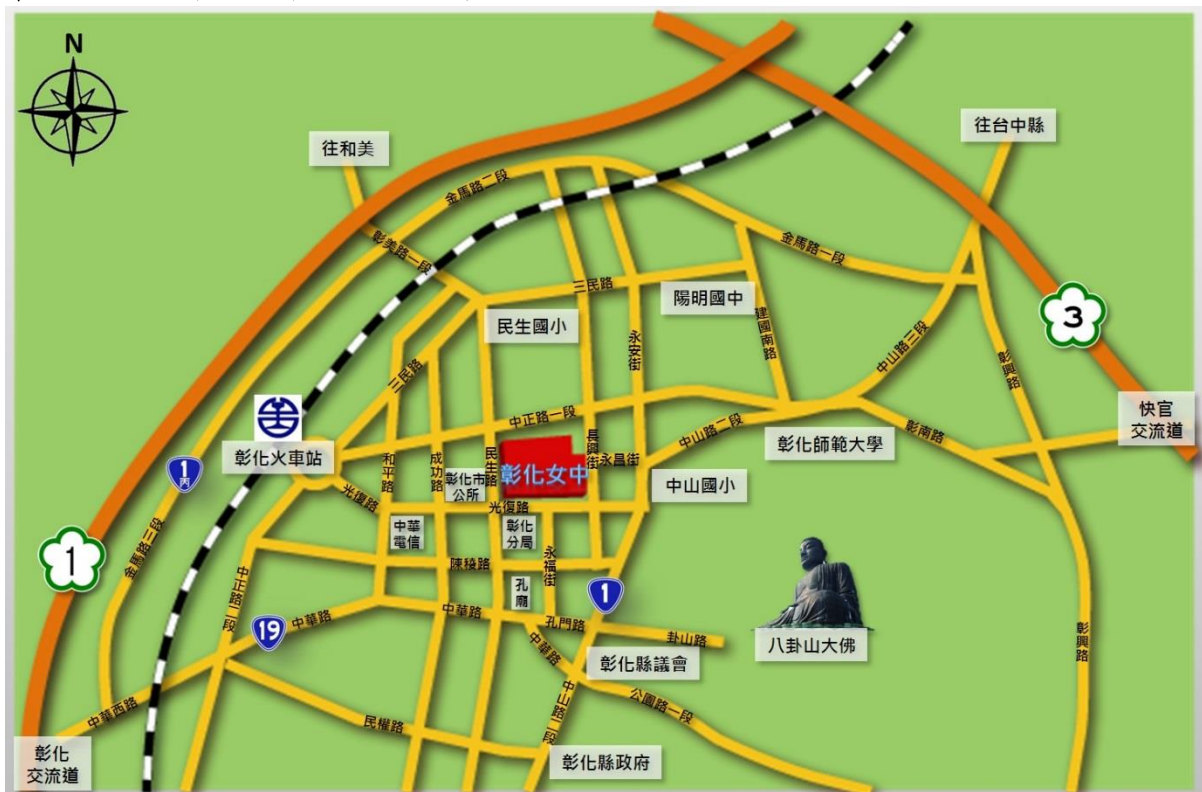 N
往和美
往台中縣
金馬路二段
彰美路一段
金馬路一段
三民路
陽明國中
3
民生國小
永安街
建國南路
中山路三段
彰興路
三民路
中正路一段
快官
交流道
彰化火車站
長興街
中山路二段
彰化師範大學
彰南路
1
丙
和平路
成功路
民生路
彰化女中
永昌街
彰化市
公所
中山國小
光復路
光復路
中華
電信
彰化
分局
永福街
1
金馬路三段
陳稜路
孔
廟
1
中正路二段
19
中華路
中華路
孔門路
卦山路
八卦山大佛
彰興路
中華路
彰化縣議會
中華西路
中山路二段
公園路一段
民權路
彰化
交流道
彰化縣政府